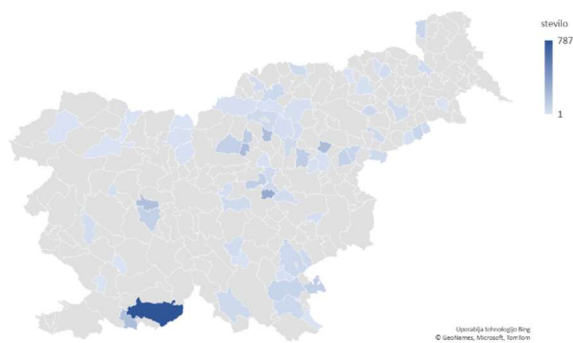 stevilo
787
1
Uporablja tehnologijo Bing
© GeoNames, Microsoft, TomTom